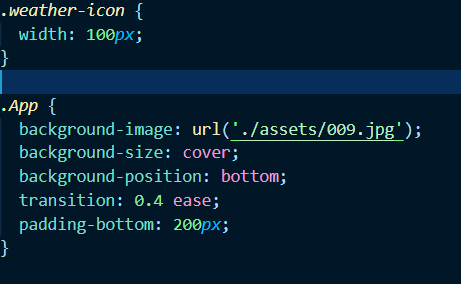 .weather-icon {
  width: 100px;
}

.App {
  background-image: url('./assets/009.jpg');
  background-size: cover;
  background-position: bottom;
  transition: 0.4 ease;
  padding-bottom: 200px;
}